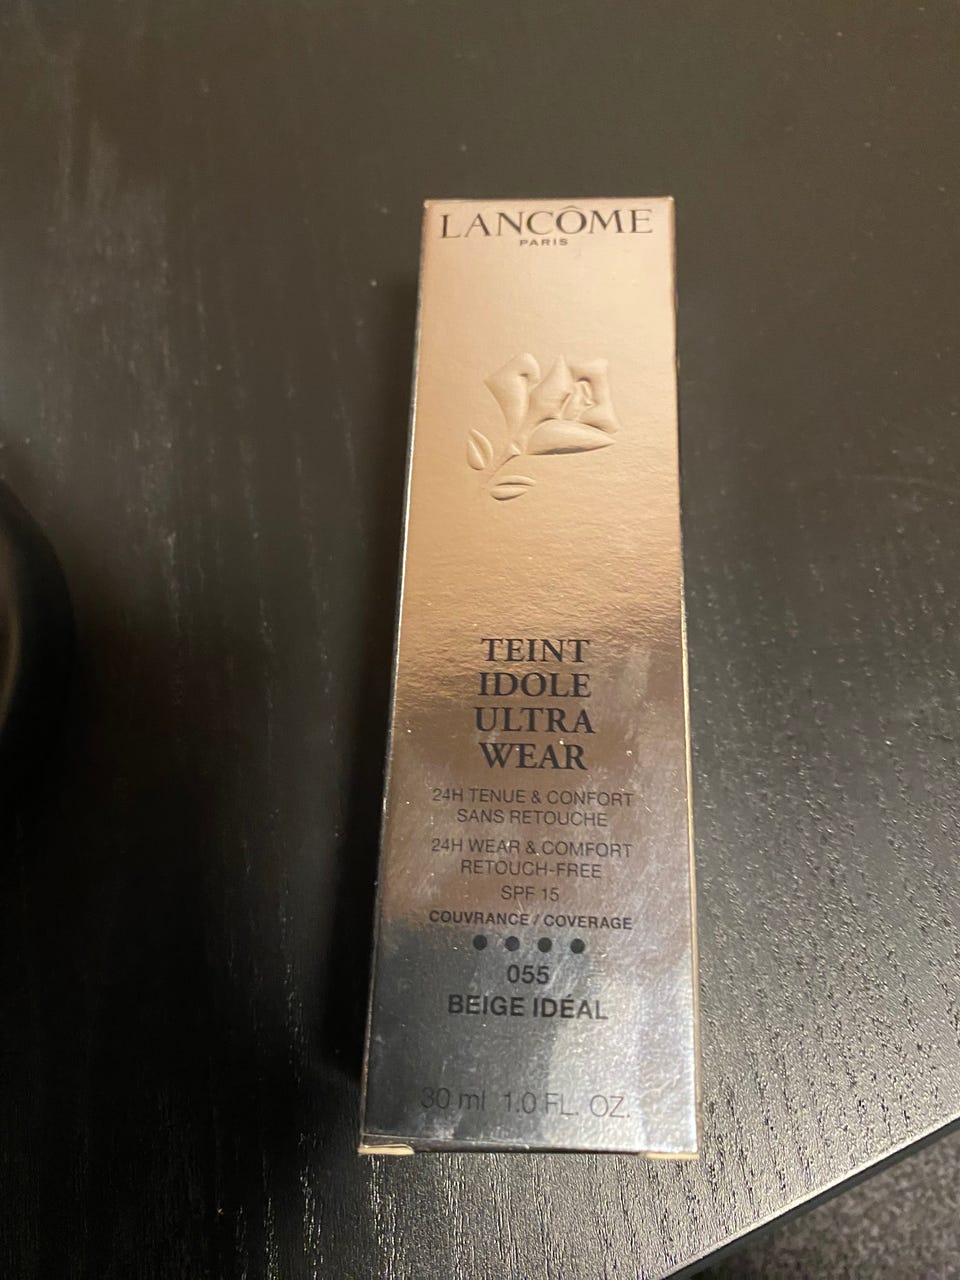 LANCÔME
PARIS
TEINT
IDOLE
ULTRA
WEAR
24H TENUE & CONFORT
SANS RETOUCHE
24H WEAR & COMFORT
RETOUCH-FREE
SPF 15
COUVRANCE / COVERAGE
055
BEIGE IDÉAL
30 ml 1.0 FL. OZ.